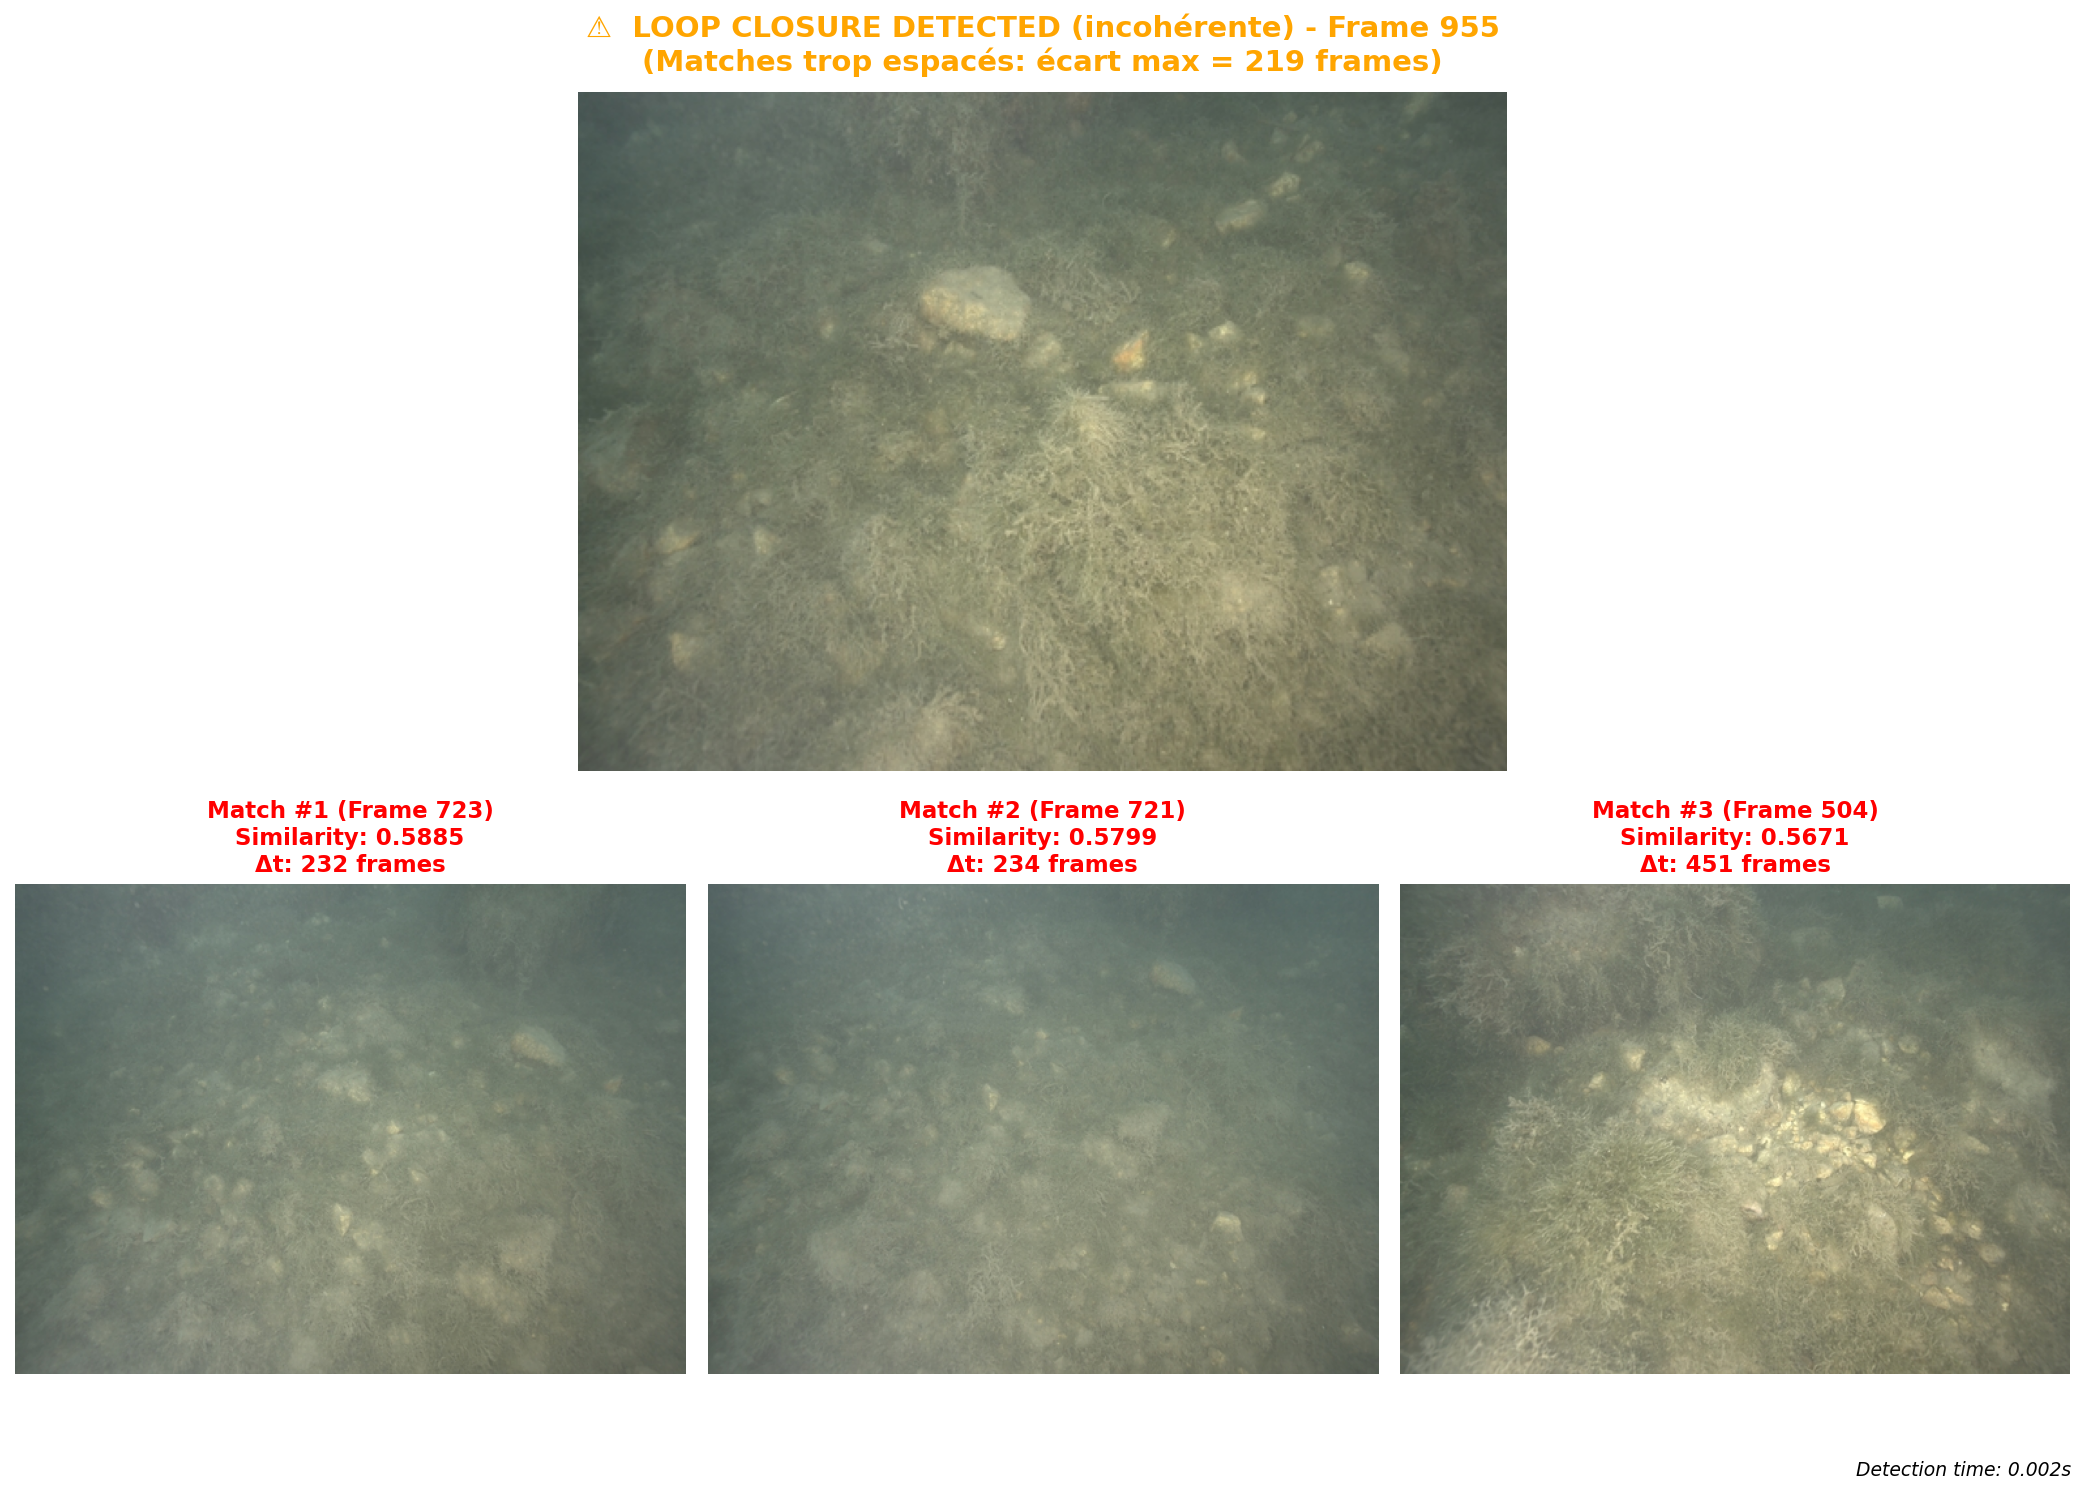 ⚠ LOOP CLOSURE DETECTED (incohérente) - Frame 955
(Matches trop espacés: écart max = 219 frames)
Match #1 (Frame 723)
Similarity: 0.5885
Δt: 232 frames
Match #2 (Frame 721)
Similarity: 0.5799
Δt: 234 frames
Match #3 (Frame 504)
Similarity: 0.5671
Δt: 451 frames
Detection time: 0.002s